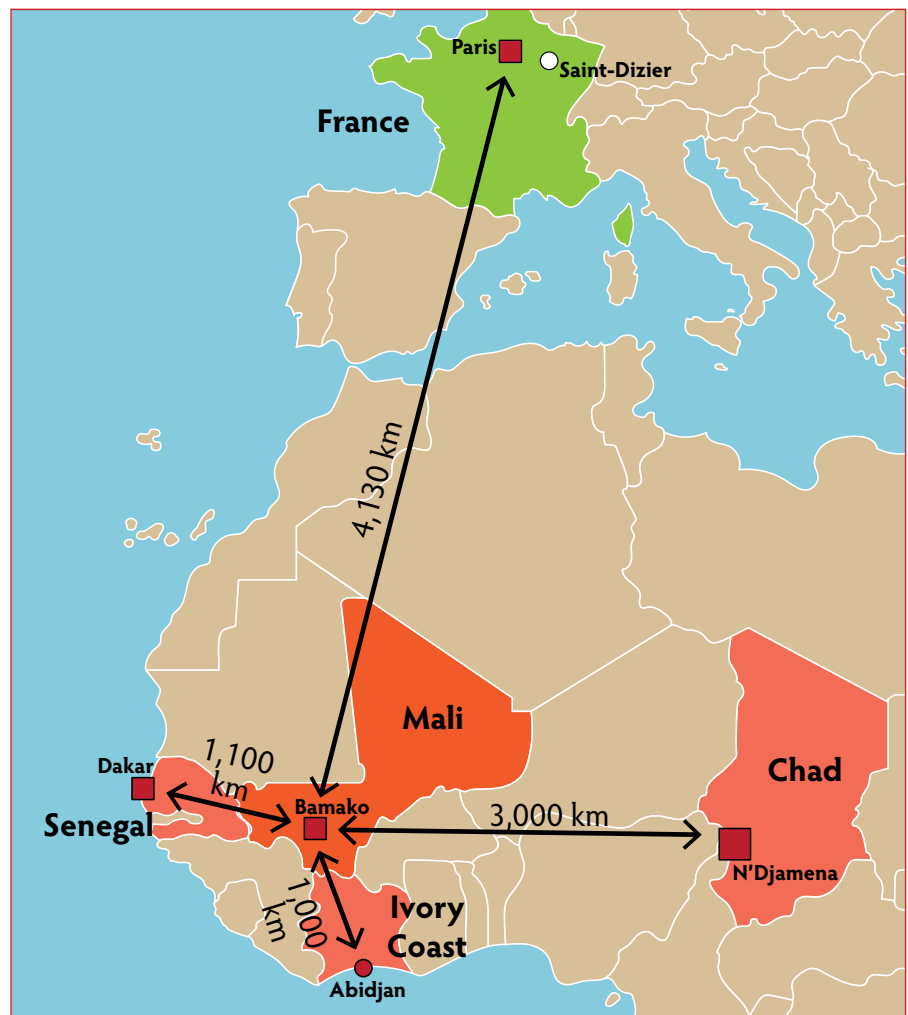 Paris
Saint-Dizier
France
4,130 km
Mali
Dakar
1,100
km
Senegal
Bamako
3,000 km
Chad
N'Djamena
1,000
km
Ivory
Coast
Abidjan